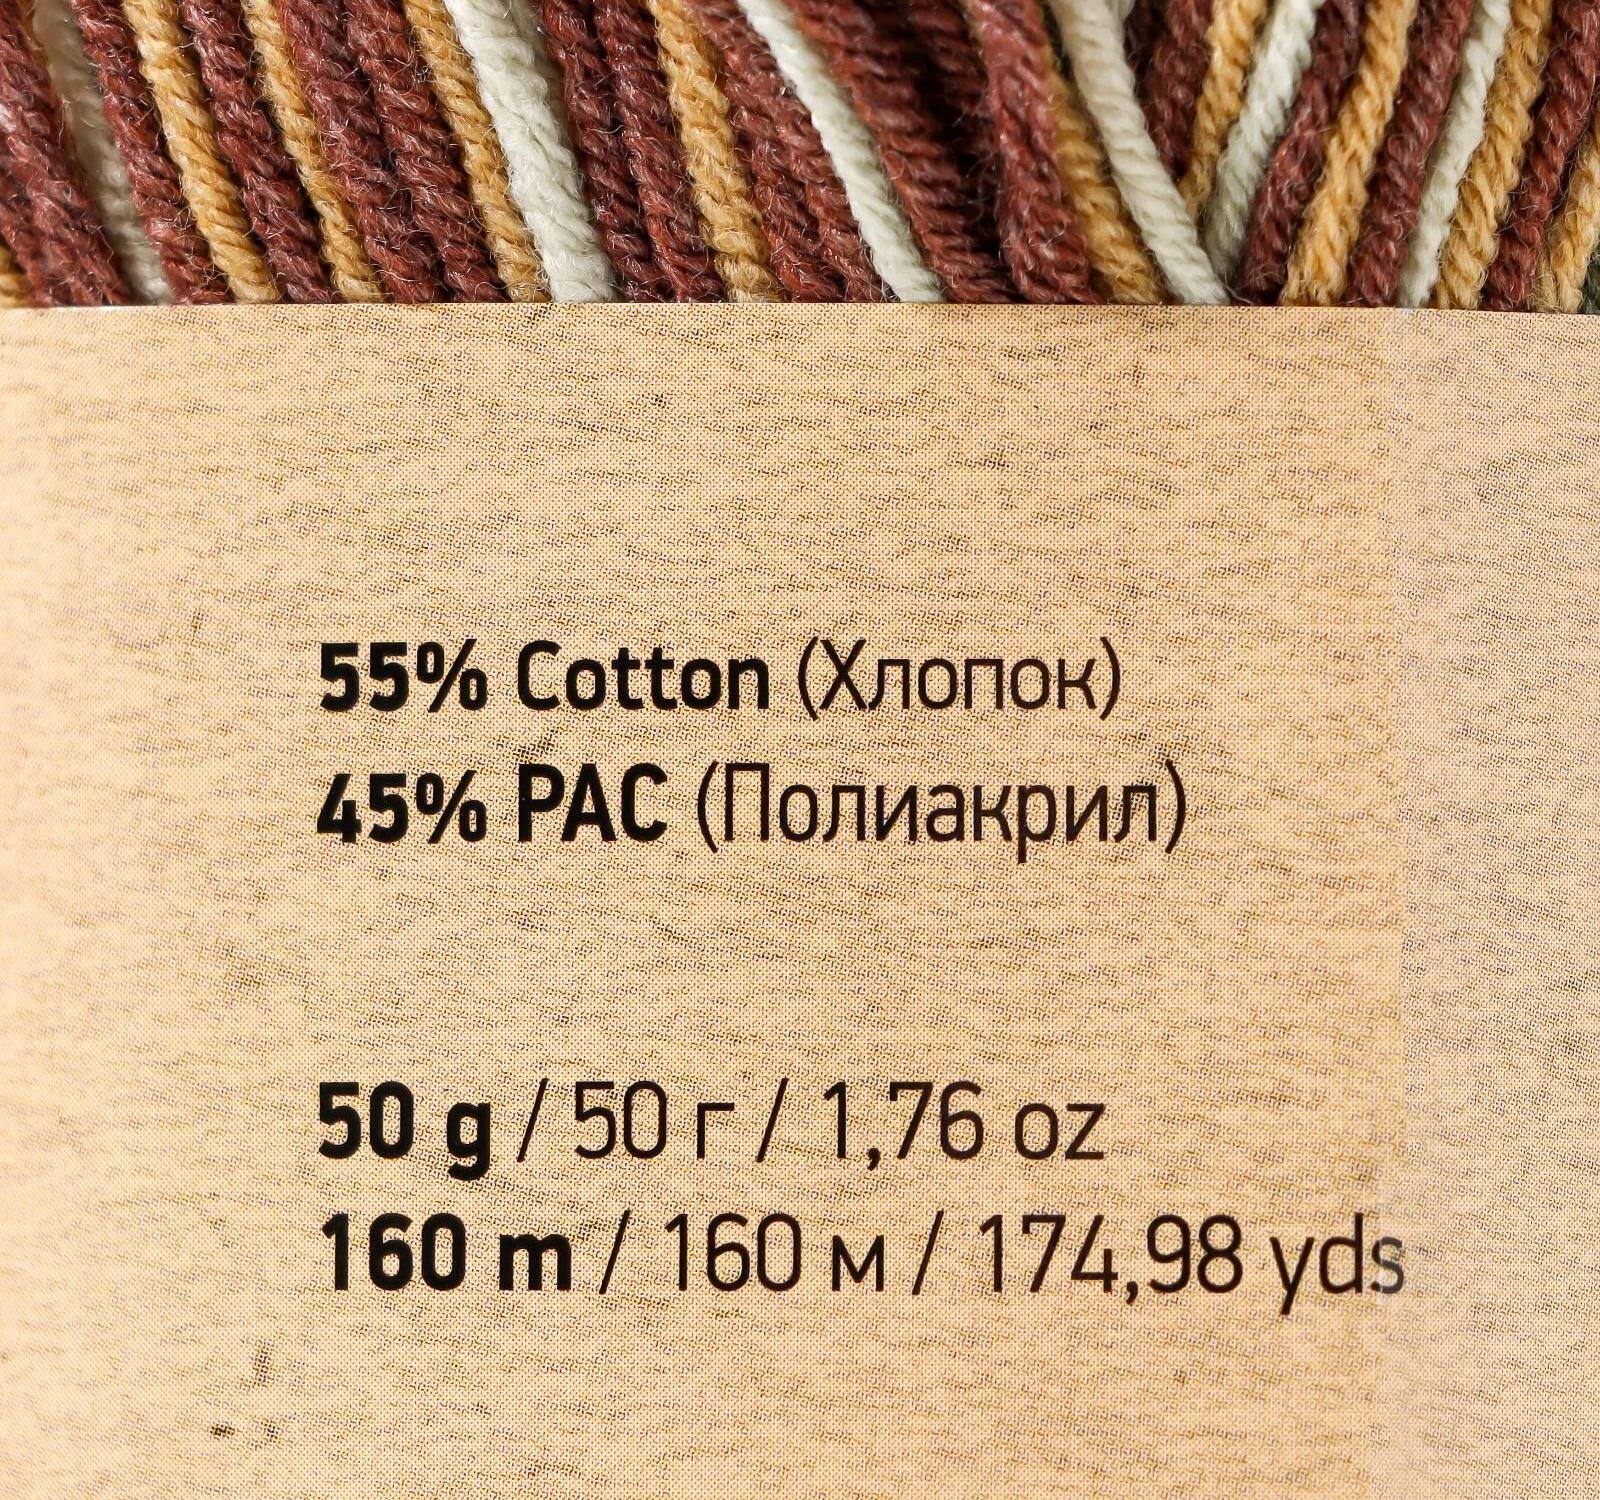 55% Cotton (Хлопок)
45% PAC (Полиакрил)
50 g / 50 г / 1,76 oz
160 m / 160 м / 174,98 yds